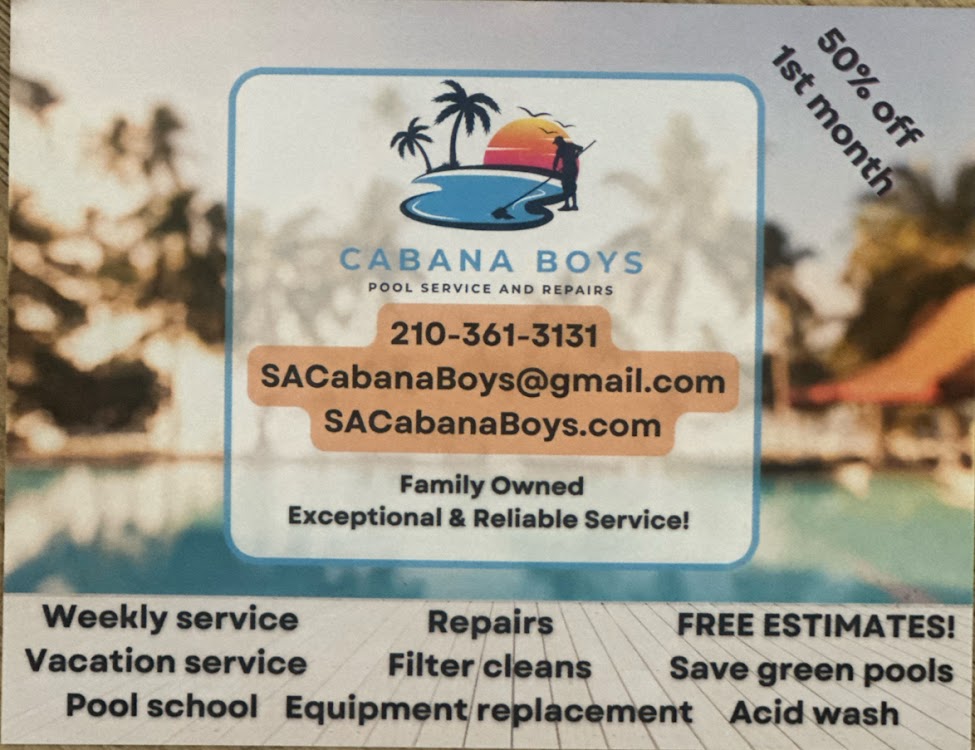 50% off
1st month
CABANA BOYS
POOL SERVICE AND REPAIRS
210-361-3131
SACabanaBoys@gmail.com
SACabanaBoys.com
Family Owned
Exceptional & Reliable Service!
Weekly service Repairs FREE ESTIMATES!
Vacation service Filter cleans Save green pools
Pool school Equipment replacement Acid wash